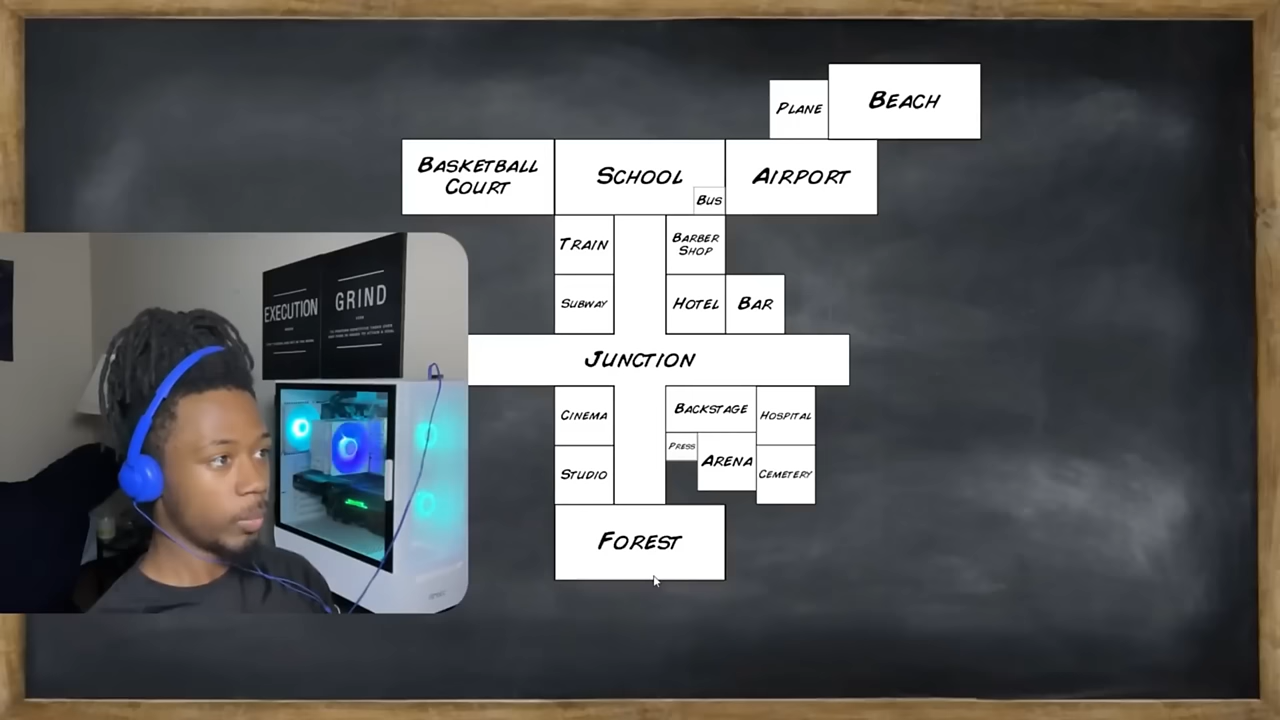 PLANE
BEACH
BASKETBALL
COURT
SCHOOL
BUS
AIRPORT
TRAIN
BARBER
SHOP
SUBWAY
HOTEL
BAR
JUNCTION
CINEMA
BACKSTAGE
HOSPITAL
PRESS
ARENA
STUDIO
CEMETERY
FOREST
EXECUTION
GRIND